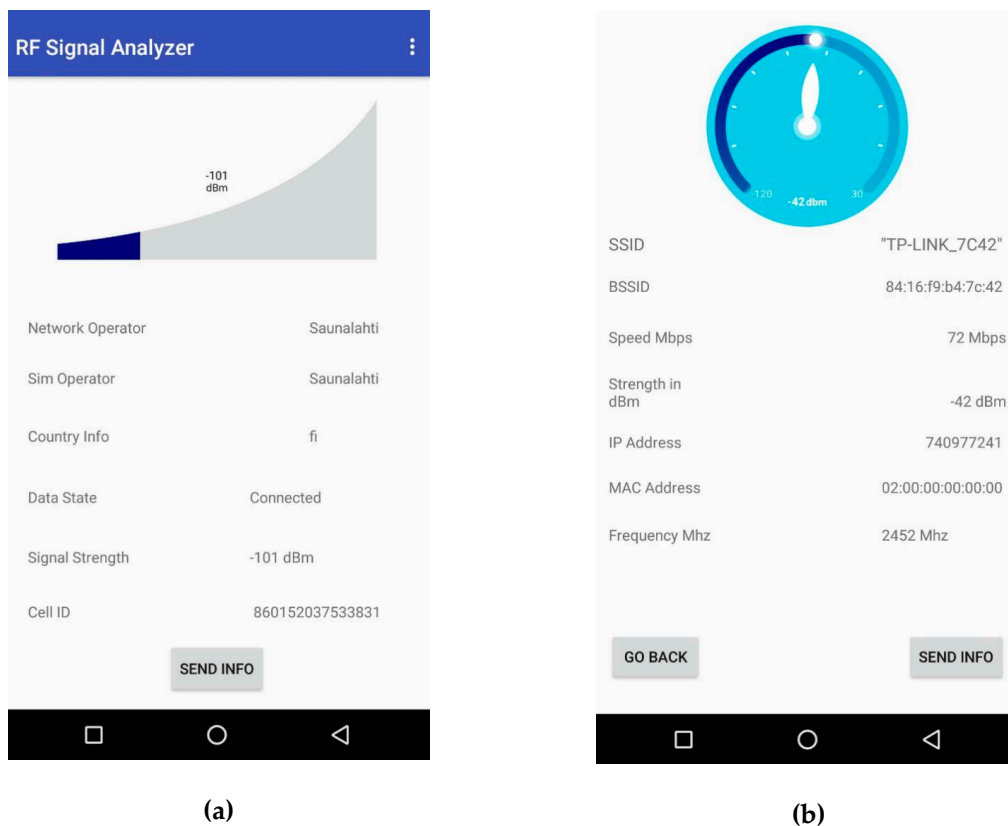 RF Signal Analyzer
-101
dBm
Network Operator Saunalahti
Sim Operator Saunalahti
Country Info fi
Data State Connected
Signal Strength -101 dBm
Cell ID 860152037533831
SEND INFO
(a)
-120 30
-42 dbm
SSID "TP-LINK_7C42"
BSSID 84:16:f9:b4:7c:42
Speed Mbps 72 Mbps
Strength in
dBm -42 dBm
IP Address 740977241
MAC Address 02:00:00:00:00:00
Frequency Mhz 2452 Mhz
GO BACK SEND INFO
(b)